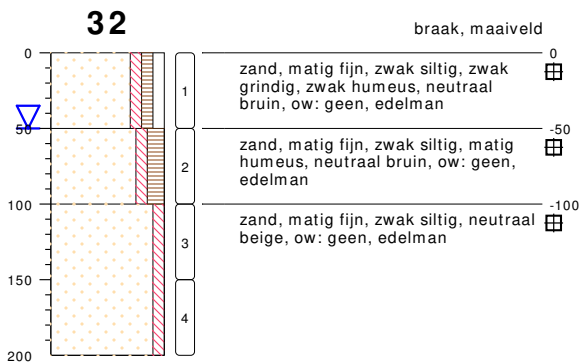 32
braak, maaiveld
0
0
1
zand, matig fijn, zwak siltig, zwak
grindig, zwak humeus, neutraal
bruin, ow: geen, edelman
50
-50
2
zand, matig fijn, zwak siltig, matig
humeus, neutraal bruin, ow: geen,
edelman
100
-100
3
zand, matig fijn, zwak siltig, neutraal
beige, ow: geen, edelman
150
4
200